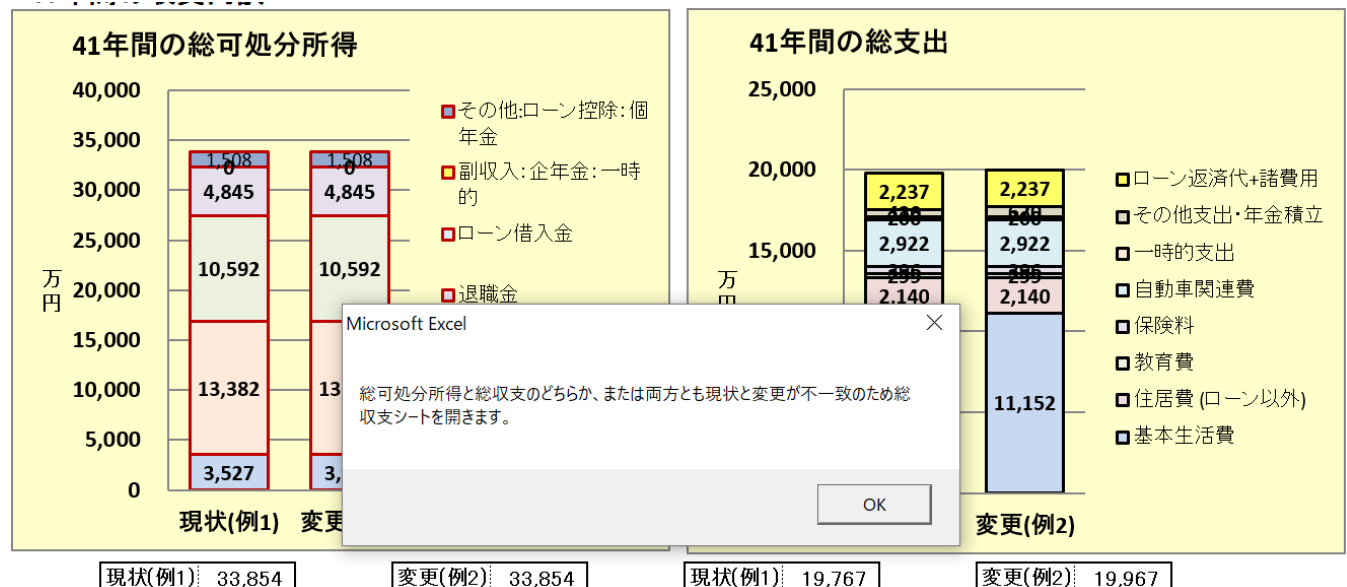 41年間の総可処分所得
40,000
35,000
30,000
25,000
20,000
15,000
10,000
5,000
0
万円
1,508
0
4,845
10,592
13,382
3,527
1,508
0
4,845
10,592
13
3,
現状(例1)
変更
その他:ローン控除:個
年金
副収入:企年金:一時
的
ローン借入金
退職金
現状(例1) 33,854
変更(例2) 33,854
41年間の総支出
25,000
20,000
15,000
万
円
2,237
2,922
2,140
2,237
2,922
2,140
11,152
変更(例2)
ローン返済代+諸費用
その他支出・年金積立
一時的支出
自動車関連費
保険料
教育費
住居費(ローン以外)
基本生活費
現状(例1) 19,767
変更(例2) 19,967
Microsoft Excel
総可処分所得と総収支のどちらか、または両方とも現状と変更が不一致のため総
収支シートを開きます。
OK